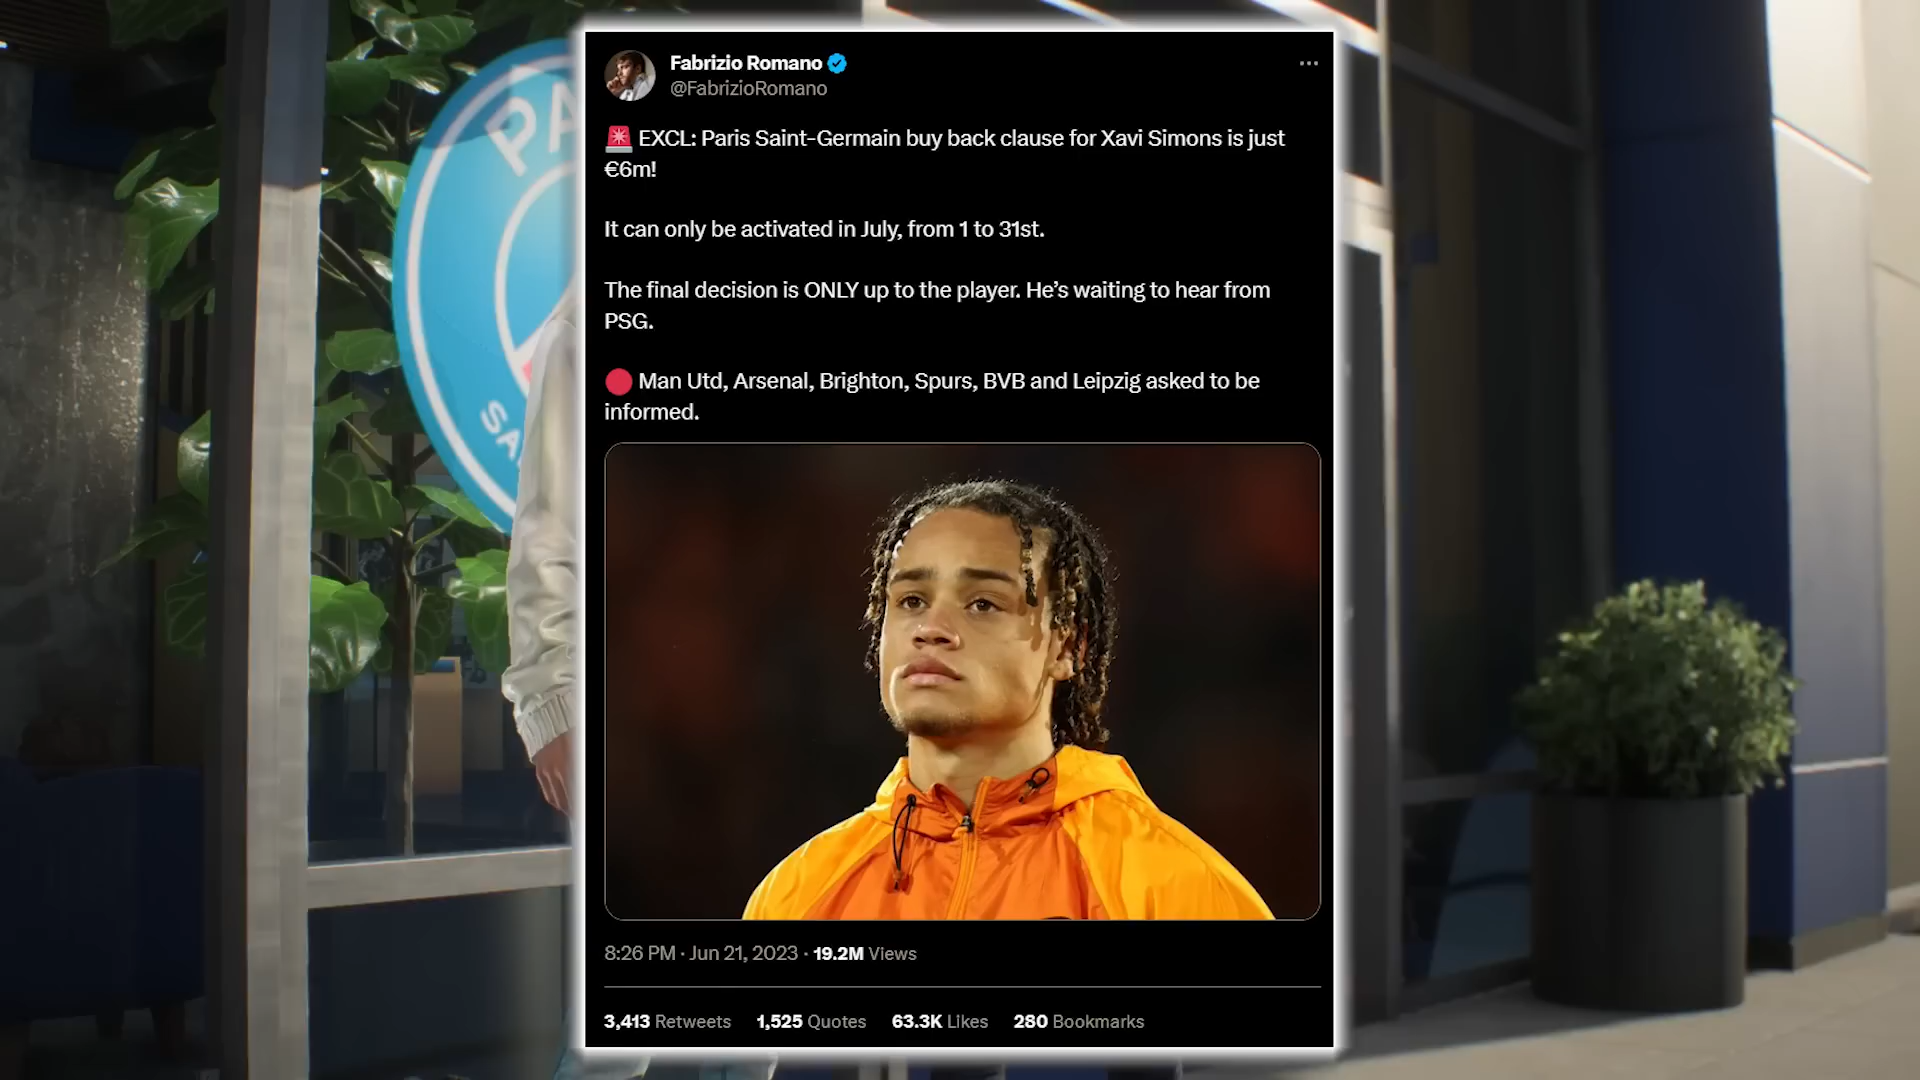 PA
SA
Fabrizio Romano
@FabrizioRomano
🚨 EXCL: Paris Saint-Germain buy back clause for Xavi Simons is just
€6m!
It can only be activated in July, from 1 to 31st.
The final decision is ONLY up to the player. He’s waiting to hear from
PSG.
🔴 Man Utd, Arsenal, Brighton, Spurs, BVB and Leipzig asked to be
informed.
8:26 PM · Jun 21, 2023 · 19.2M Views
3,413 Retweets 1,525 Quotes 63.3K Likes 280 Bookmarks